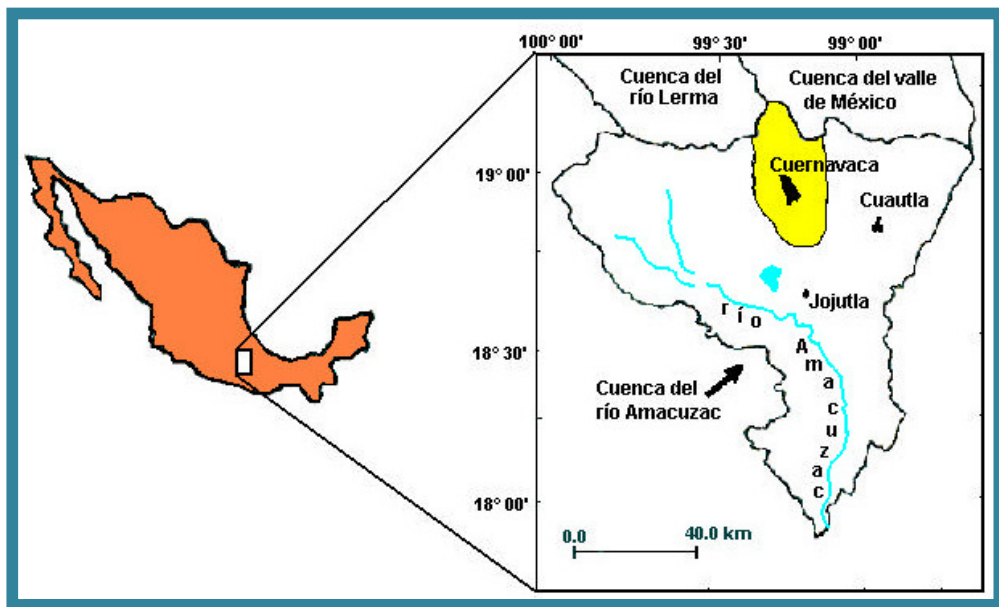 100° 00'
99° 30'
99° 00'
Cuenca del
río Lerma
Cuenca del valle
de México
19° 00'
Cuernavaca
Cuautla
Jojutla
río
Amacuzac
18° 30'
Cuenca del
río Amacuzac
18° 00'
0.0
40.0 km